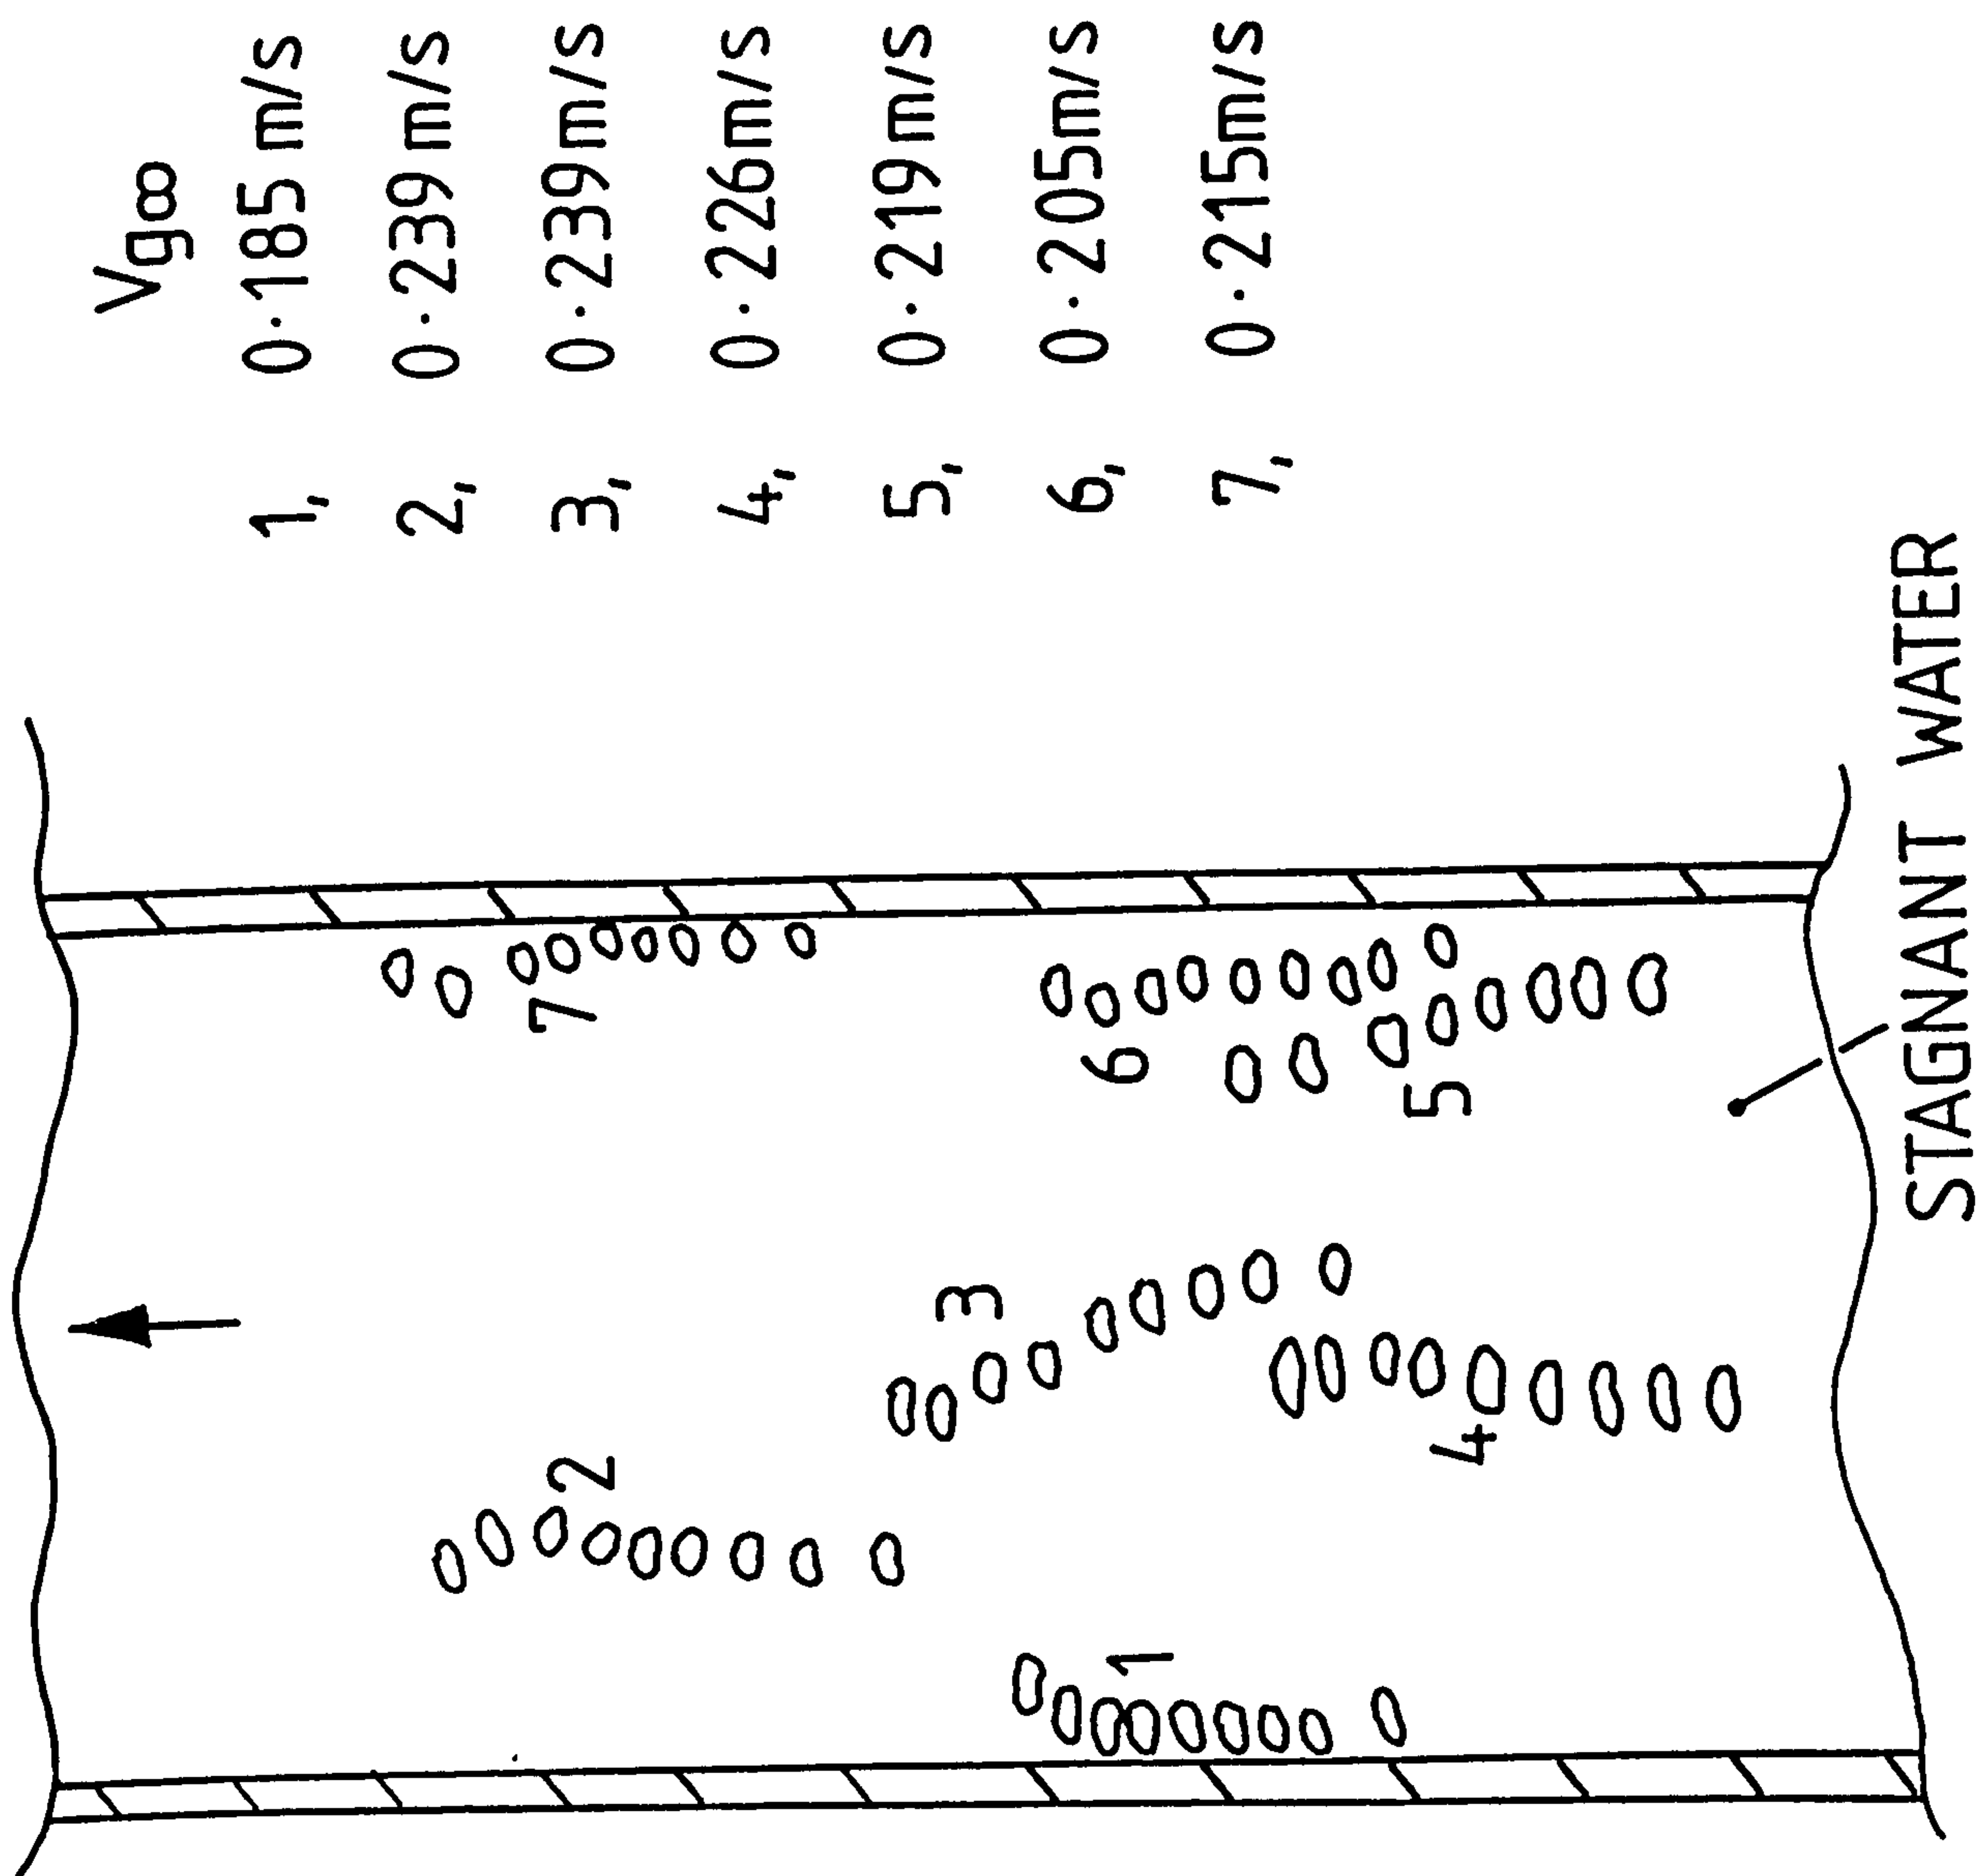 Vg∞
1, 0·185 m/s
2, 0·239 m/s
3, 0·239 m/s
4, 0·226 m/s
5, 0·219 m/s
6, 0·205 m/s
7, 0·215 m/s
1
2
3
4
5
6
7
STAGNANT WATER